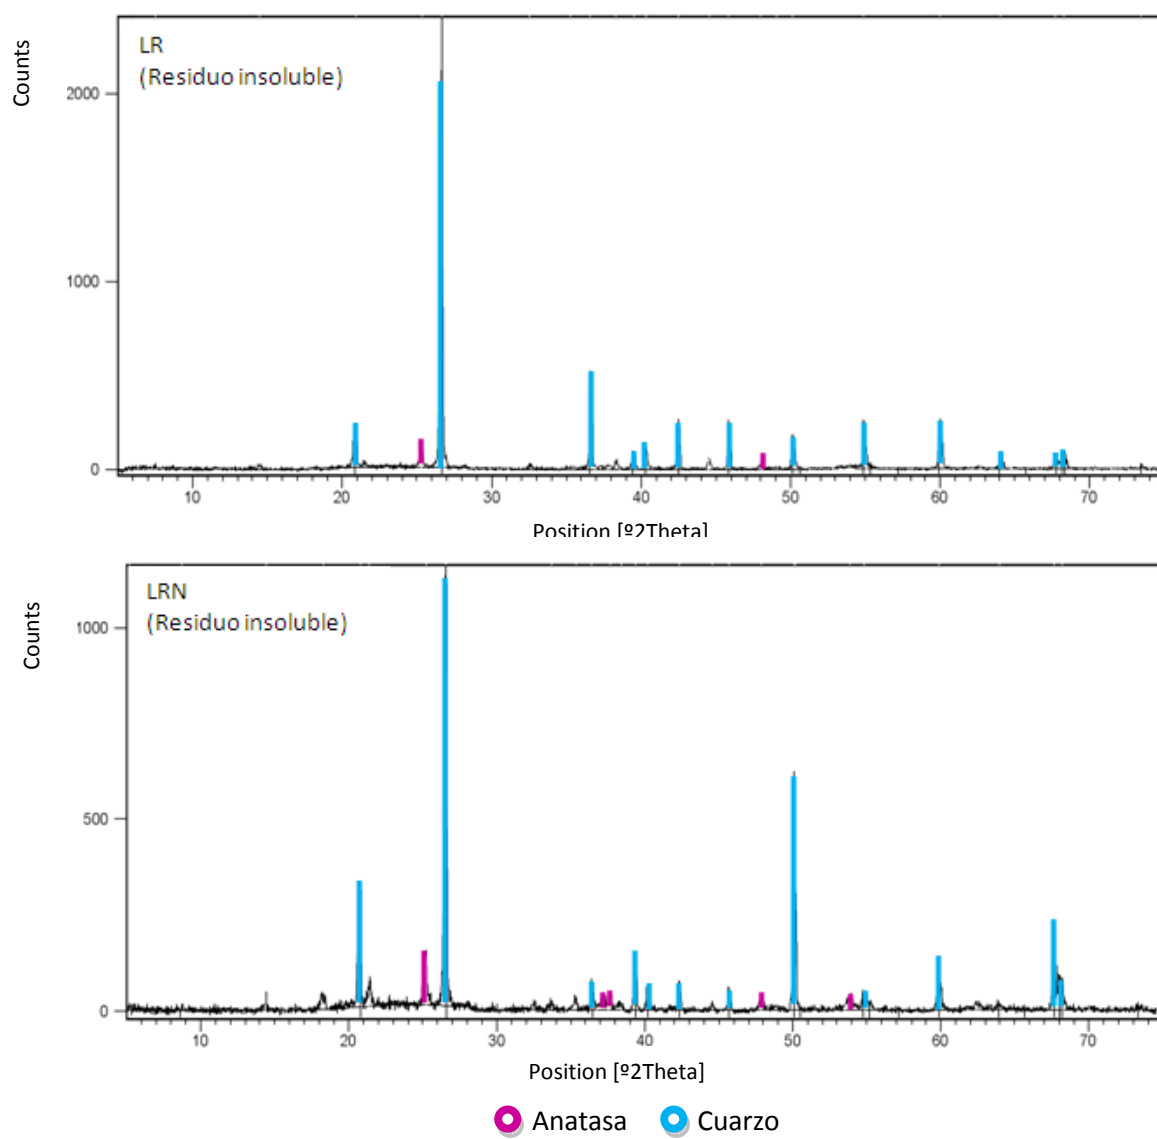 LR
(Residuo insoluble)
Counts
2000
1000
0
10 20 30 40 50 60 70
Position [º2Theta]
LRN
(Residuo insoluble)
Counts
1000
500
0
10 20 30 40 50 60 70
Position [º2Theta]
Anatasa Cuarzo